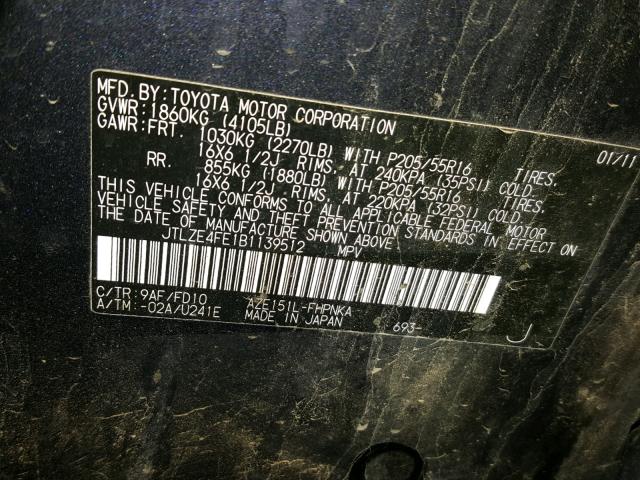 MFD. BY: TOYOTA MOTOR CORPORATION 01/11
GVWR: 1860KG (4105LB)
GAWR: FRT. 1030KG (2270LB) WITH P205/55R16 TIRES,
16X6 1/2J RIMS, AT 240KPA (35PSI) COLD
RR. 855KG (1880LB) WITH P205/55R16 TIRES,
16X6 1/2J RIMS, AT 220KPA (32PSI) COLD
THIS VEHICLE CONFORMS TO ALL APPLICABLE FEDERAL MOTOR
VEHICLE SAFETY AND THEFT PREVENTION STANDARDS IN EFFECT ON
THE DATE OF MANUFACTURE SHOWN ABOVE.
JTLZE4FE1B1139512 MPV
C/TR: 9AF/FD10 AZE151L-FHPNKA
A/TM: -02A/U241E MADE IN JAPAN 693- J